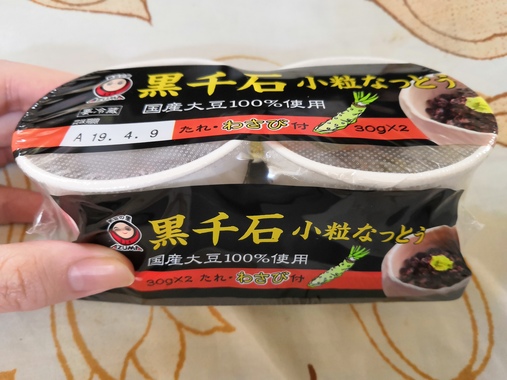 黒千石 小粒なっとう
AZUMA
要冷蔵
国産大豆100%使用
A 19. 4. 9
たれ・わさび付
30g×2
黒千石 小粒なっとう
AZUMA
国産大豆100%使用
30g×2 たれ・わさび付